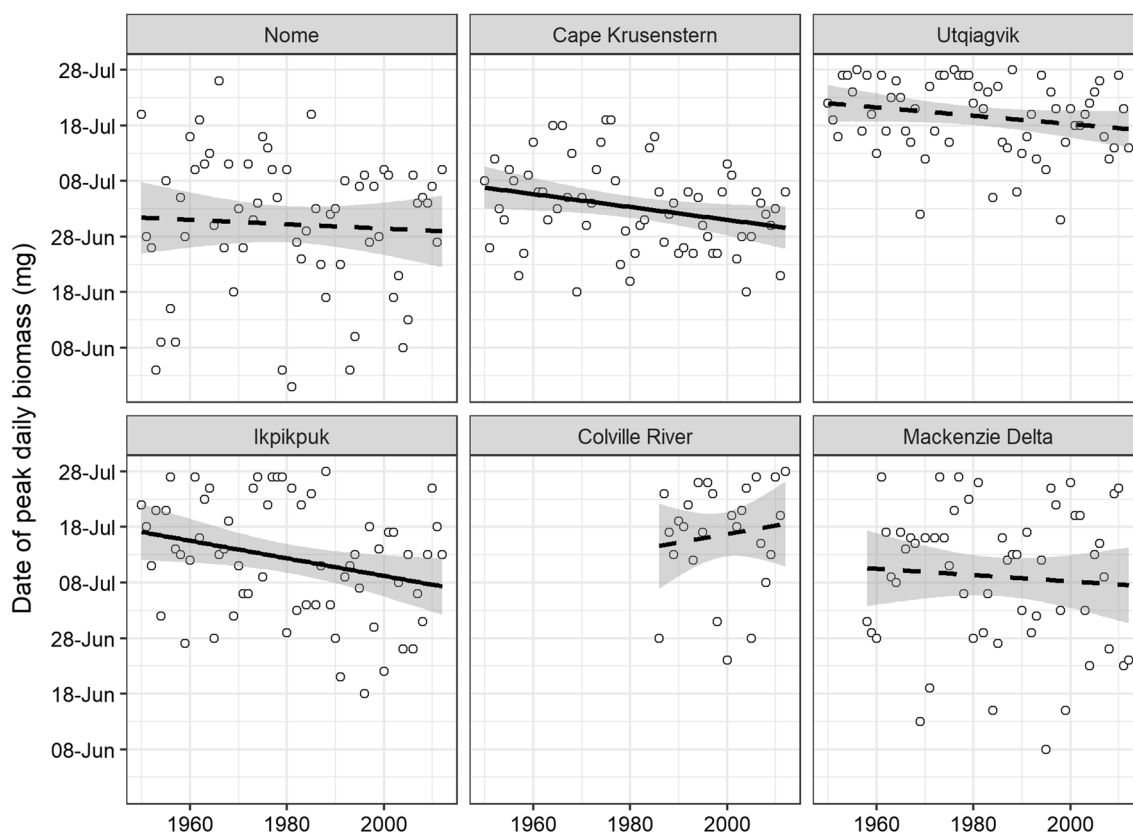 Nome
Cape Krusenstern
Utqiagvik
28-Jul
18-Jul
08-Jul
28-Jun
18-Jun
08-Jun
Date of peak daily biomass (mg)
Ikpikpuk
Colville River
Mackenzie Delta
28-Jul
18-Jul
08-Jul
28-Jun
18-Jun
08-Jun
1960 1980 2000 1960 1980 2000 1960 1980 2000